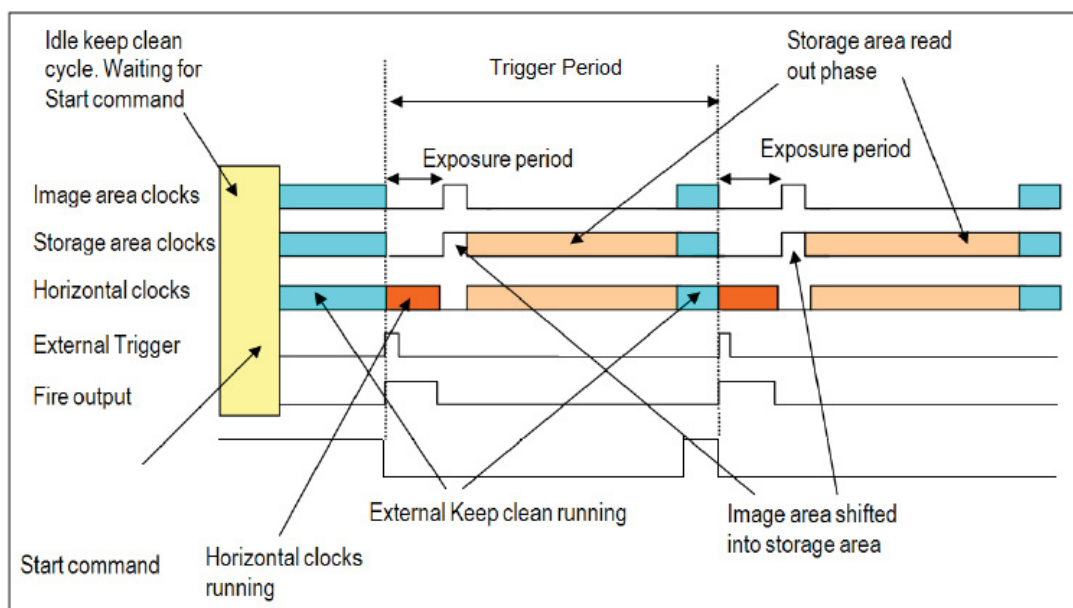 Idle keep clean
cycle. Waiting for
Start command
Trigger Period
Storage area read
out phase
Exposure period
Exposure period
Image area clocks
Storage area clocks
Horizontal clocks
External Trigger
Fire output
External Keep clean running
Image area shifted
into storage area
Start command
Horizontal clocks
running